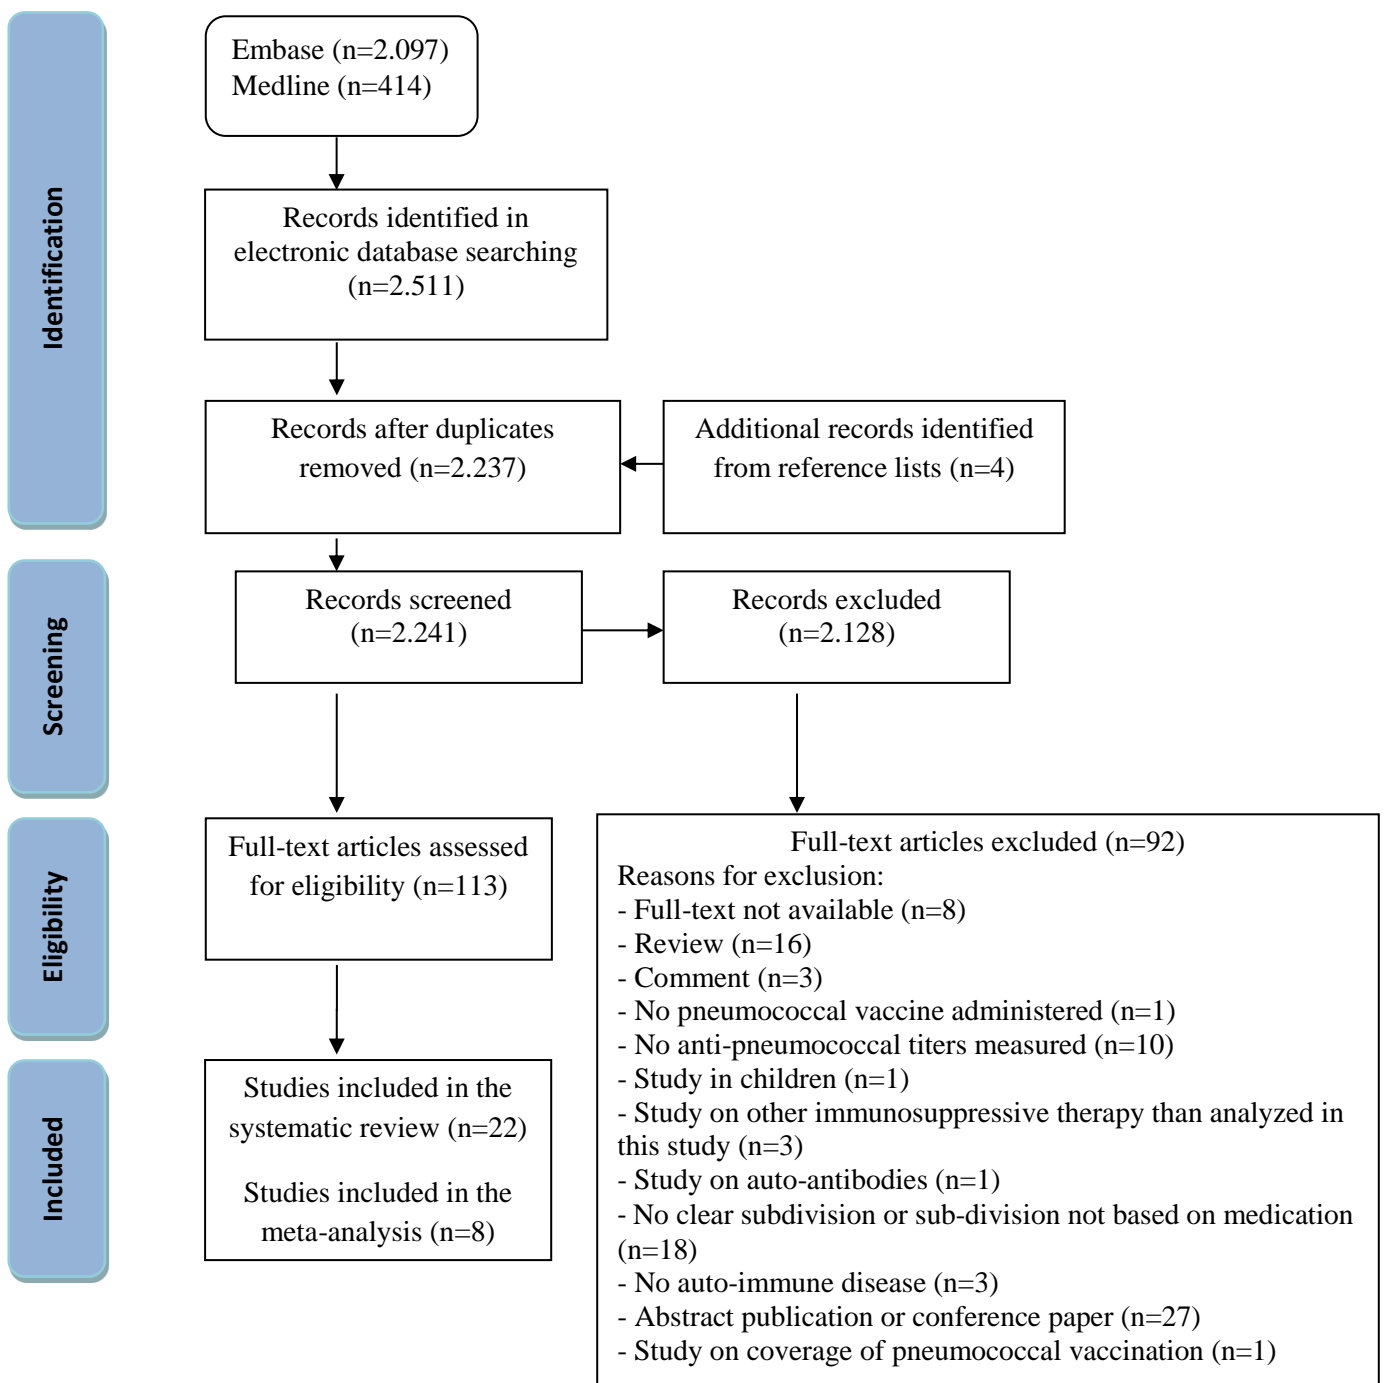 Identification
Embase (n=2.097)
Medline (n=414)
Records identified in
electronic database searching
(n=2.511)
Records after duplicates
removed (n=2.237)
Additional records identified
from reference lists (n=4)
Screening
Records screened
(n=2.241)
Records excluded
(n=2.128)
Eligibility
Full-text articles assessed
for eligibility (n=113)
Full-text articles excluded (n=92)
Reasons for exclusion:
- Full-text not available (n=8)
- Review (n=16)
- Comment (n=3)
- No pneumococcal vaccine administered (n=1)
- No anti-pneumococcal titers measured (n=10)
- Study in children (n=1)
- Study on other immunosuppressive therapy than analyzed in
this study (n=3)
- Study on auto-antibodies (n=1)
- No clear subdivision or sub-division not based on medication
(n=18)
- No auto-immune disease (n=3)
- Abstract publication or conference paper (n=27)
- Study on coverage of pneumococcal vaccination (n=1)
Included
Studies included in the
systematic review (n=22)
Studies included in the
meta-analysis (n=8)